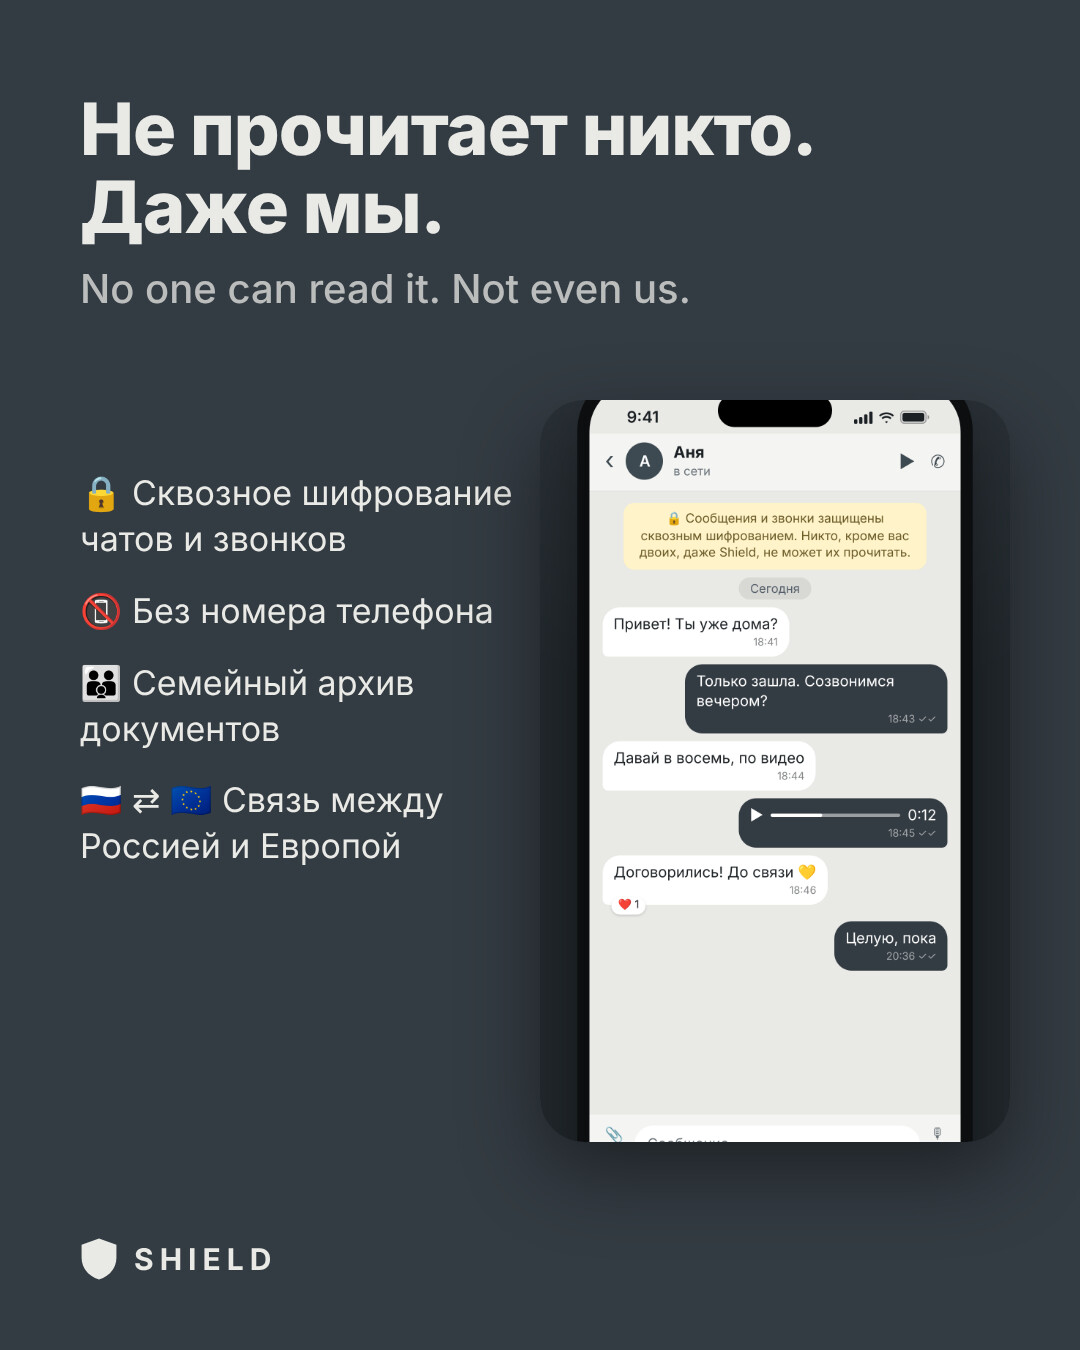 Не прочитает никто.
Даже мы.
No one can read it. Not even us.
🔒 Сквозное шифрование
чатов и звонков
📵 Без номера телефона
👪 Семейный архив
документов
🇷🇺 ⇄ 🇪🇺 Связь между
Россией и Европой
9:41
А
Аня
в сети
🔒 Сообщения и звонки защищены
сквозным шифрованием. Никто, кроме вас
двоих, даже Shield, не может их прочитать.
Сегодня
Привет! Ты уже дома?
18:41
Только зашла. Созвонимся
вечером?
18:43 ✓✓
Давай в восемь, по видео
18:44
0:12
18:45 ✓✓
Договорились! До связи 💛
18:46
❤️ 1
Целую, пока
20:36 ✓✓
SHIELD